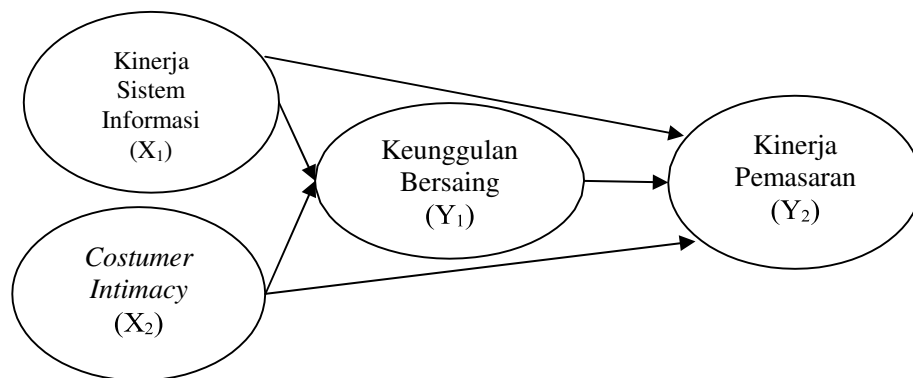 Kinerja
Sistem
Informasi
(X₁)
Keunggulan
Bersaing
(Y₁)
Kinerja
Pemasaran
(Y₂)
Costumer
Intimacy
(X₂)